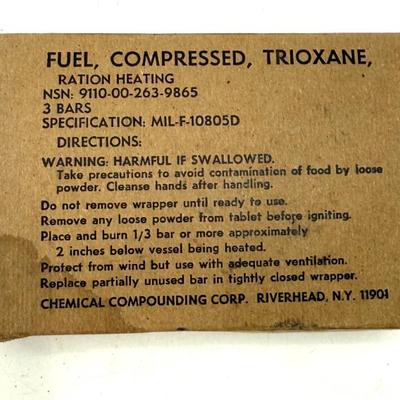 FUEL, COMPRESSED, TRIOXANE,
RATION HEATING
NSN: 9110-00-263-9865
3 BARS
SPECIFICATION: MIL-F-10805D
DIRECTIONS:
WARNING: HARMFUL IF SWALLOWED.
Take precautions to avoid contamination of food by loose
powder. Cleanse hands after handling.
Do not remove wrapper until ready to use.
Remove any loose powder from tablet before igniting.
Place and burn 1/3 bar or more approximately
2 inches below vessel being heated.
Protect from wind but use with adequate ventilation.
Replace partially unused bar in tightly closed wrapper.
CHEMICAL COMPOUNDING CORP. RIVERHEAD, N.Y. 11901